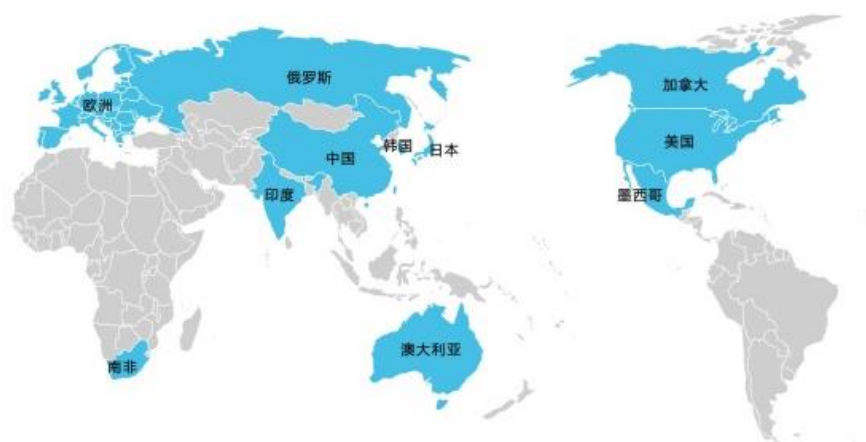 俄罗斯
加拿大
欧洲
美国
韩国
日本
中国
印度
墨西哥
澳大利亚
南非